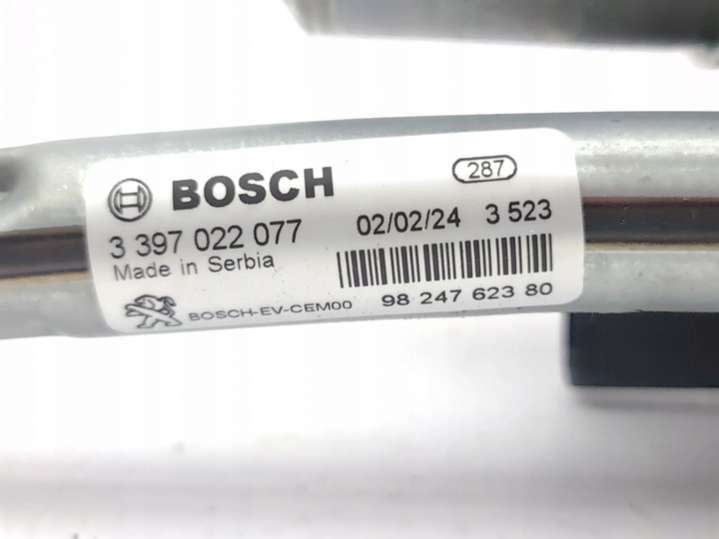 BOSCH 287
3 397 022 077 02/02/24 3 523
Made in Serbia
BOSCH-EV-CEM00 98 247 623 80